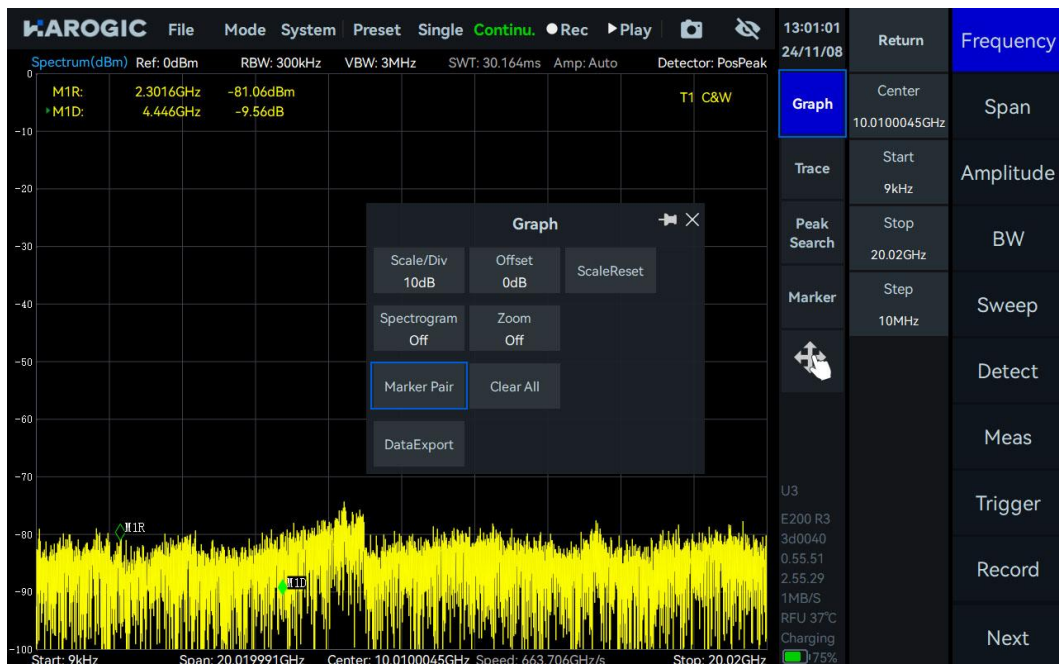 HAROGIC File Mode System Preset Single Continu. Rec Play
13:01:01
24/11/08
Spectrum(dBm) Ref: 0dBm RBW: 300kHz VBW: 3MHz SWT: 30.164ms Amp: Auto Detector: PosPeak
M1R: 2.3016GHz -81.06dBm T1 C&W
M1D: 4.446GHz -9.56dB
0
-10
-20
-30
-40
-50
-60
-70
-80
-90
-100
M1R
M1D
Graph
Scale/Div Offset ScaleReset
10dB 0dB
Spectrogram Zoom
Off Off
Marker Pair Clear All
DataExport
Start: 9kHz Span: 20.019991GHz Center: 10.0100045GHz Speed: 663.706GHz/s Stop: 20.02GHz
Graph
Trace
Peak
Search
Marker
U3
E200 R3
3d0040
0.55.51
2.55.29
1MB/S
RFU 37℃
Charging
75%
Return
Center
10.0100045GHz
Start
9kHz
Stop
20.02GHz
Step
10MHz
Frequency
Span
Amplitude
BW
Sweep
Detect
Meas
Trigger
Record
Next